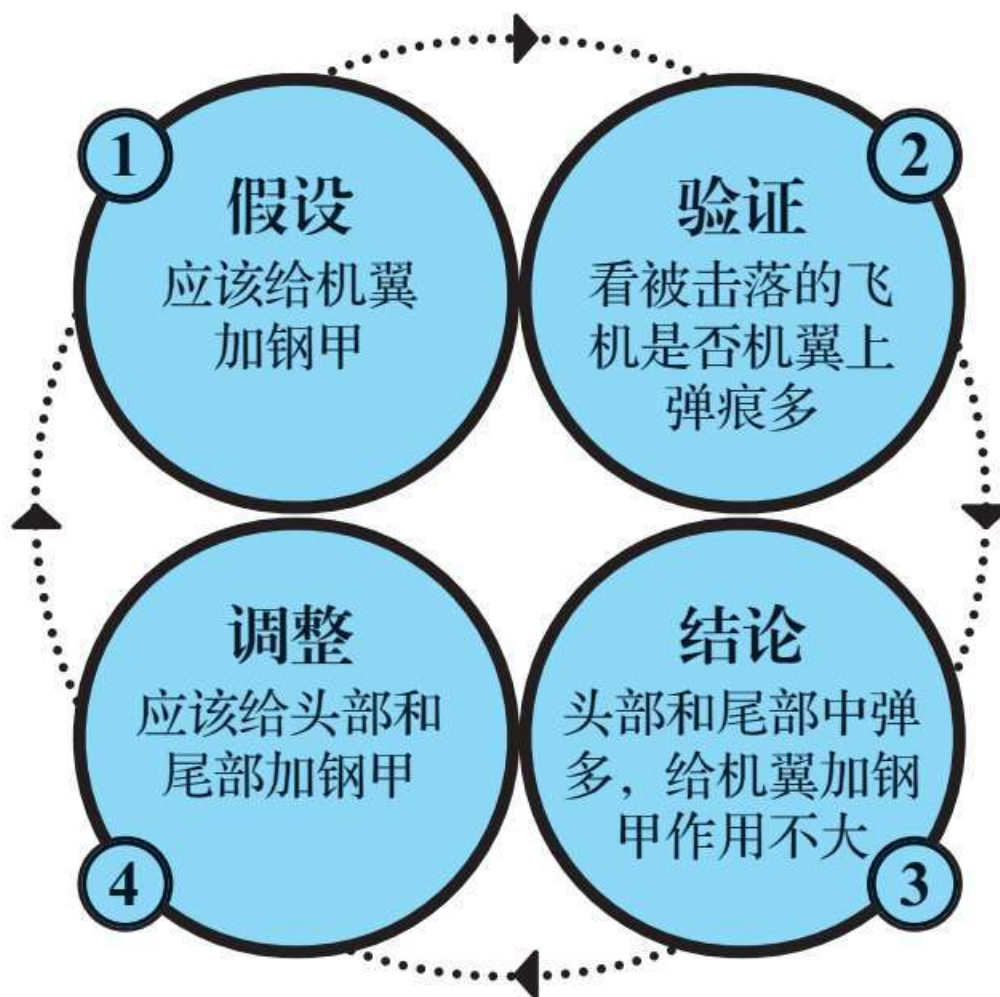 1
假设
应该给机翼
加钢甲
2
验证
看被击落的飞
机是否机翼上
弹痕多
3
结论
头部和尾部中弹
多，给机翼加钢
甲作用不大
4
调整
应该给头部和
尾部加钢甲